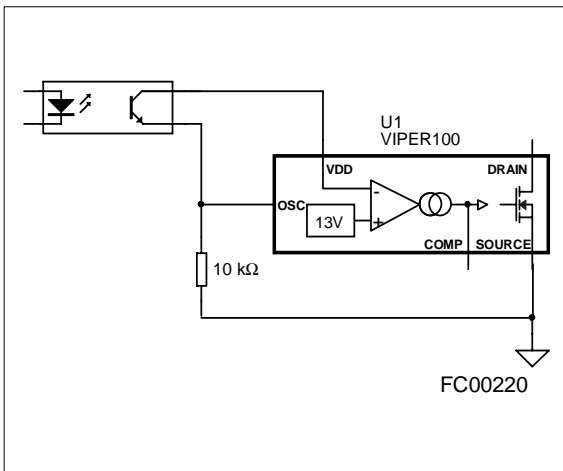 U1
VIPER100
VDD
DRAIN
OSC
-
13V
+
COMP
SOURCE
10 kΩ
FC00220